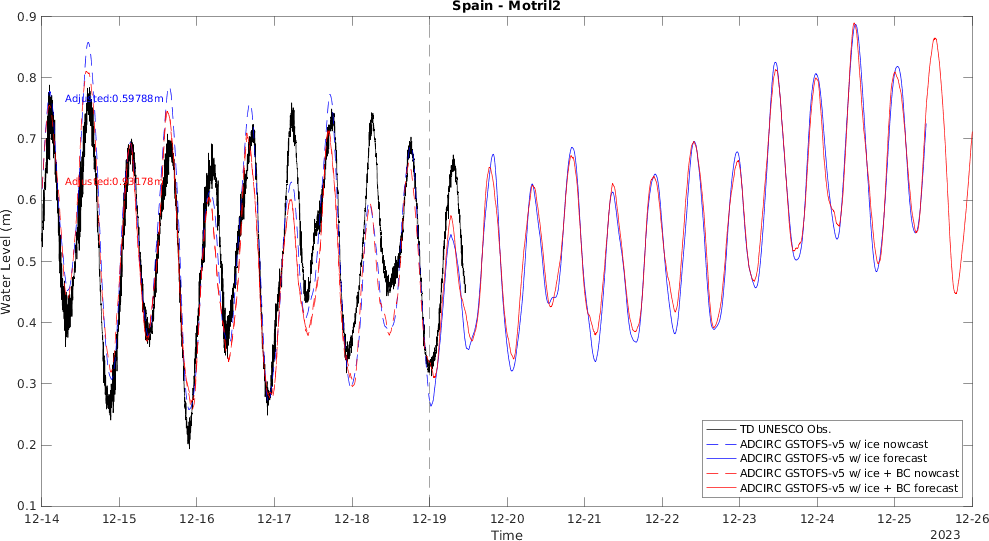 Spain - Motril2
0.9
0.8
0.7
0.6
0.5
0.4
0.3
0.2
0.1
Water Level (m)
Adjusted:0.59788m
Adjusted:0.93178m
TD UNESCO Obs.
ADCIRC GSTOFS-v5 w/ ice nowcast
ADCIRC GSTOFS-v5 w/ ice forecast
ADCIRC GSTOFS-v5 w/ ice + BC nowcast
ADCIRC GSTOFS-v5 w/ ice + BC forecast
12-14 12-15 12-16 12-17 12-18 12-19 12-20 12-21 12-22 12-23 12-24 12-25 12-26
Time
2023